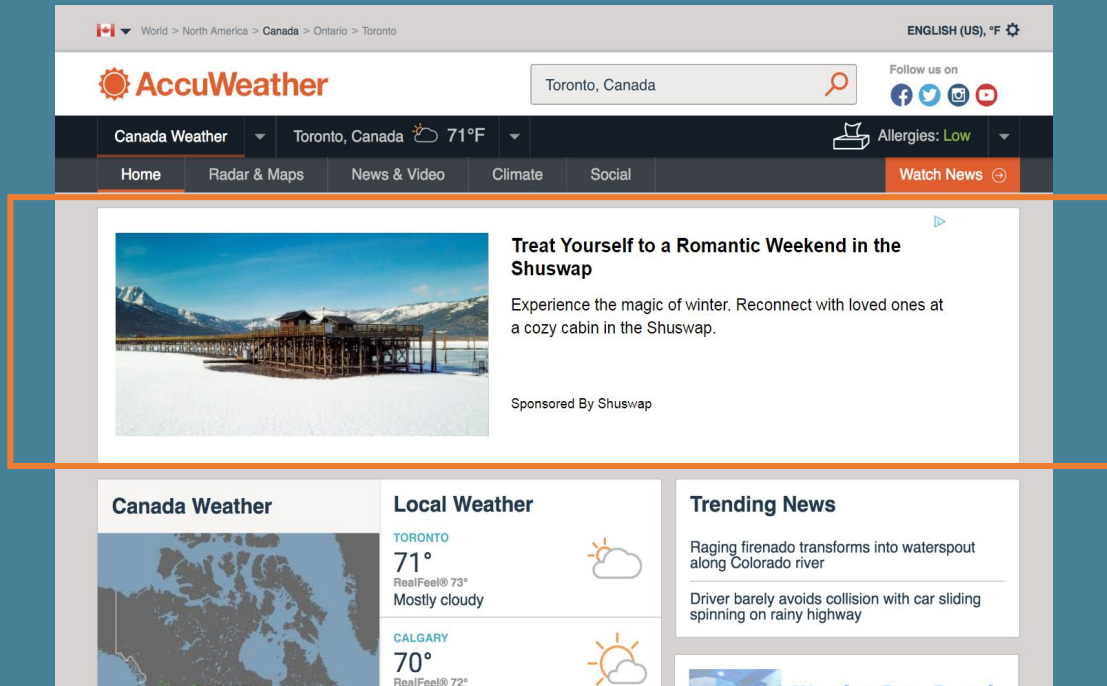 World > North America > Canada > Ontario > Toronto
ENGLISH (US), °F
AccuWeather
Toronto, Canada
Follow us on
Canada Weather
Toronto, Canada 71°F
Allergies: Low
Home Radar & Maps News & Video Climate Social
Watch News
Treat Yourself to a Romantic Weekend in the
Shuswap
Experience the magic of winter. Reconnect with loved ones at
a cozy cabin in the Shuswap.
Sponsored By Shuswap
Canada Weather
Local Weather
TORONTO
71°
RealFeel® 73°
Mostly cloudy
CALGARY
70°
RealFeel® 72°
Trending News
Raging firenado transforms into waterspout
along Colorado river
Driver barely avoids collision with car sliding
spinning on rainy highway